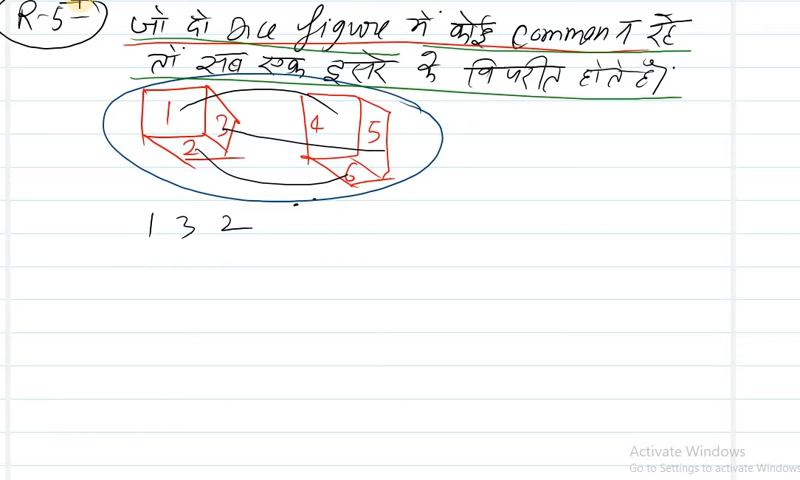 R-5- जो दो Dice figure में कोई common न रहे
तो सब एक दूसरे के विपरीत होते हैं।
1 3 2 4 5 6
1 3 2
Activate Windows
Go to Settings to activate Windows